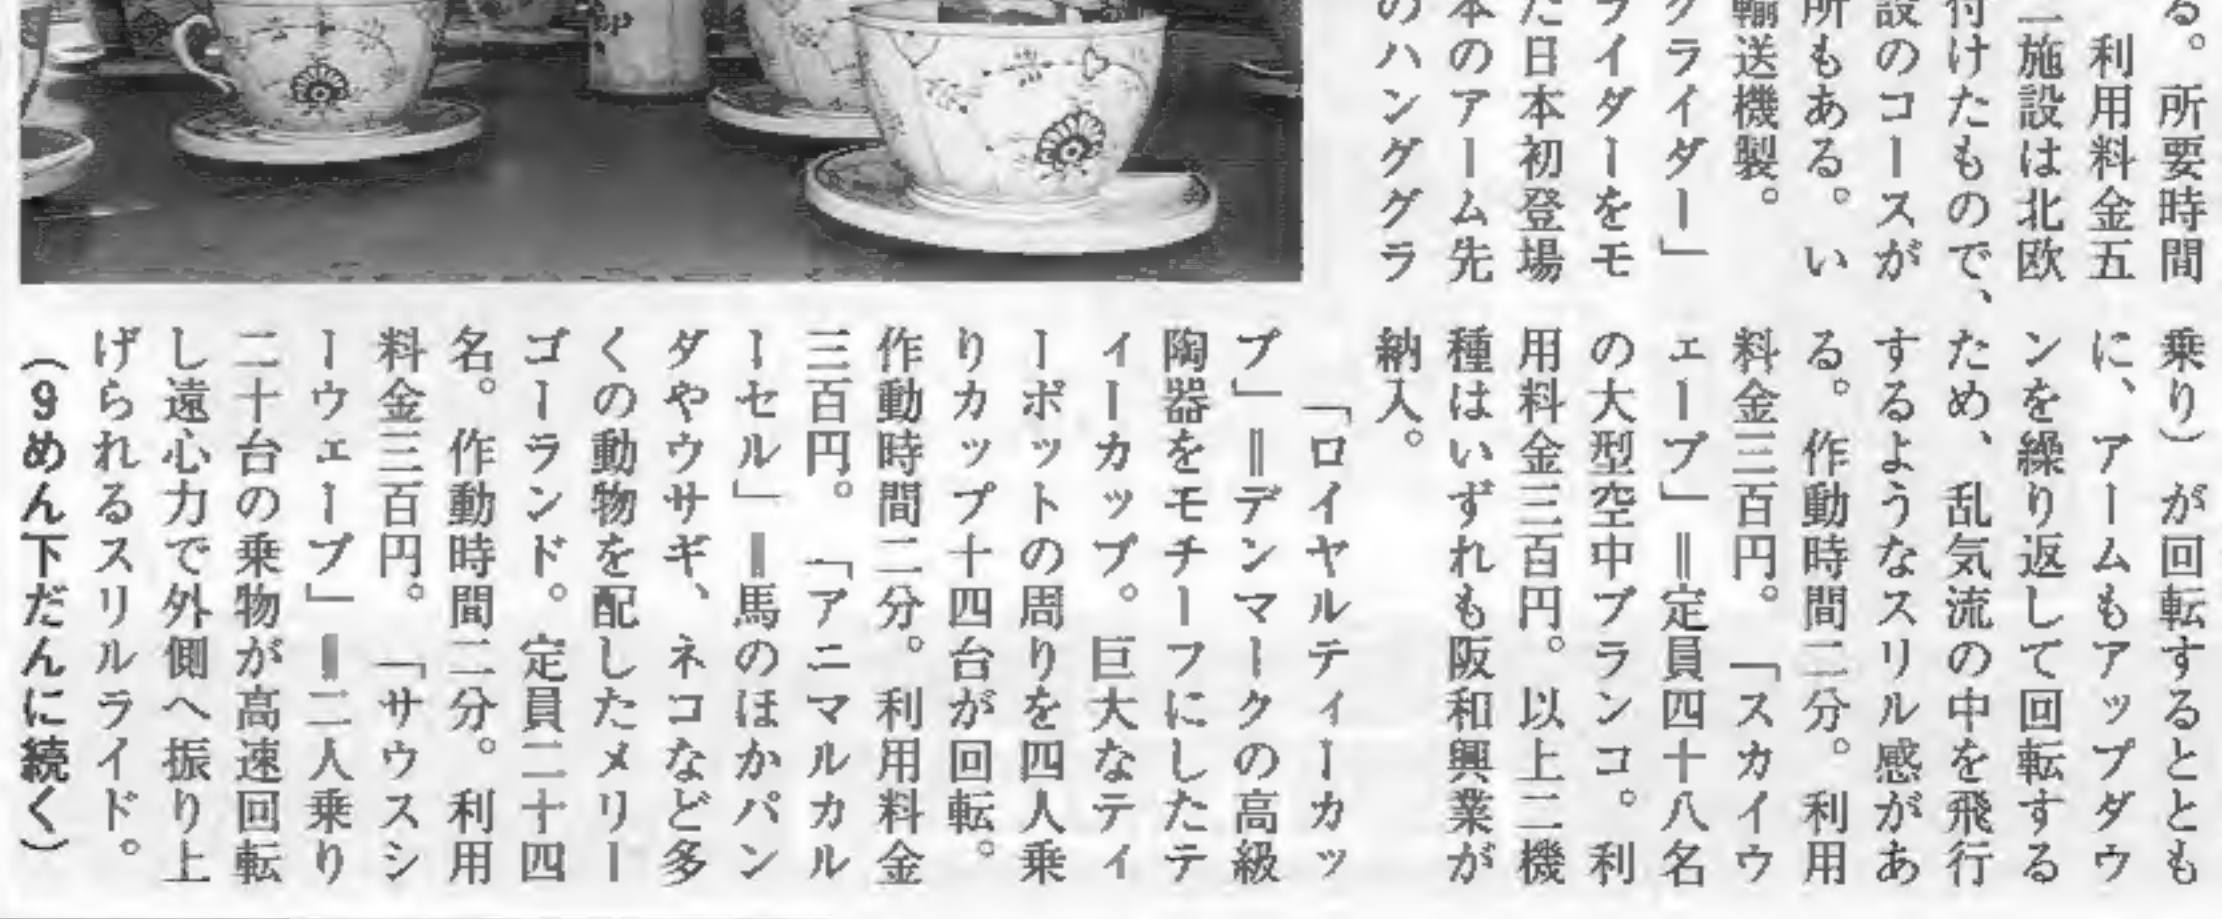 る。所要時間
利用料金五
二施設は北欧
付けたもので、
設のコースが
所もある。い
輸送機製。
グライダー」
ライダーをモ
た日本初登場
本のアーム先
のハンググラ
乗り)が回転するととも
に、アームもアップダウ
ンを繰り返して回転する
ため、乱気流の中を飛行
するようなスリル感があ
る。作動時間二分。利用
料金三百円。「スカイウ
ェーブ」=定員四十八名
の大型空中ブランコ。利
用料金三百円。以上二機
種はいずれも阪和興業が
納入。
「ロイヤルティーカッ
プ」=デンマークの高級
陶器をモチーフにしたテ
ィーカップ。巨大なティ
ーポットの周りを四人乗
りカップ十四台が回転。
作動時間二分。利用料金
三百円。「アニマルカル
ーセル」=馬のほかパン
ダやウサギ、ネコなど多
くの動物を配したメリー
ゴーランド。定員二十四
名。作動時間二分。利用
料金三百円。「サウスシ
ーウェーブ」=二人乗り
二十台の乗物が高速回転
し遠心力で外側へ振り上
げられるスリルライド。
(9めん下だんに続く)